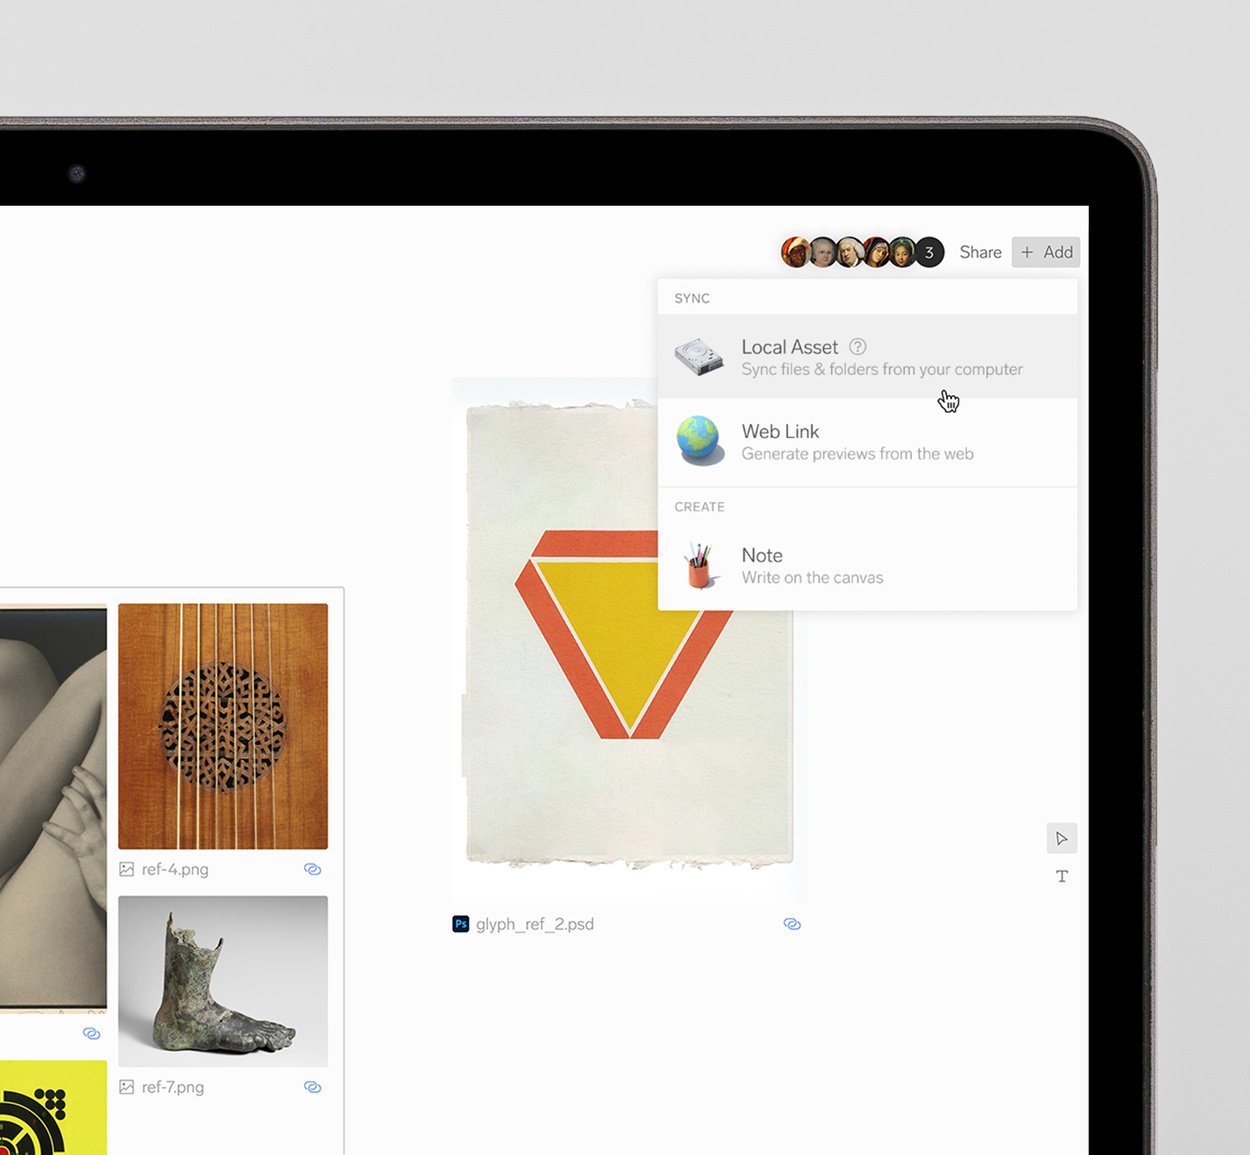 3 Share + Add
SYNC
Local Asset ?
Sync files & folders from your computer
Web Link
Generate previews from the web
CREATE
Note
Write on the canvas
ref-4.png
T
Ps glyph_ref_2.psd
ref-7.png